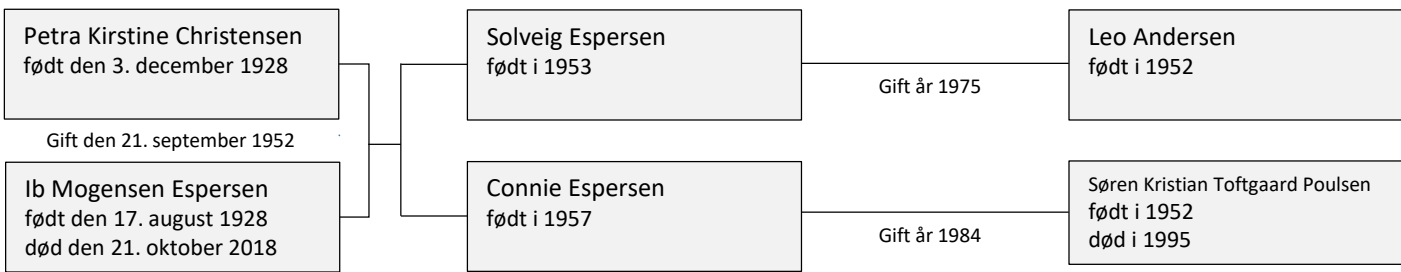 Petra Kirstine Christensen
født den 3. december 1928
Gift den 21. september 1952
Ib Mogensen Espersen
født den 17. august 1928
død den 21. oktober 2018
Solveig Espersen
født i 1953
Gift år 1975
Leo Andersen
født i 1952
Connie Espersen
født i 1957
Gift år 1984
Søren Kristian Toftgaard Poulsen
født i 1952
død i 1995